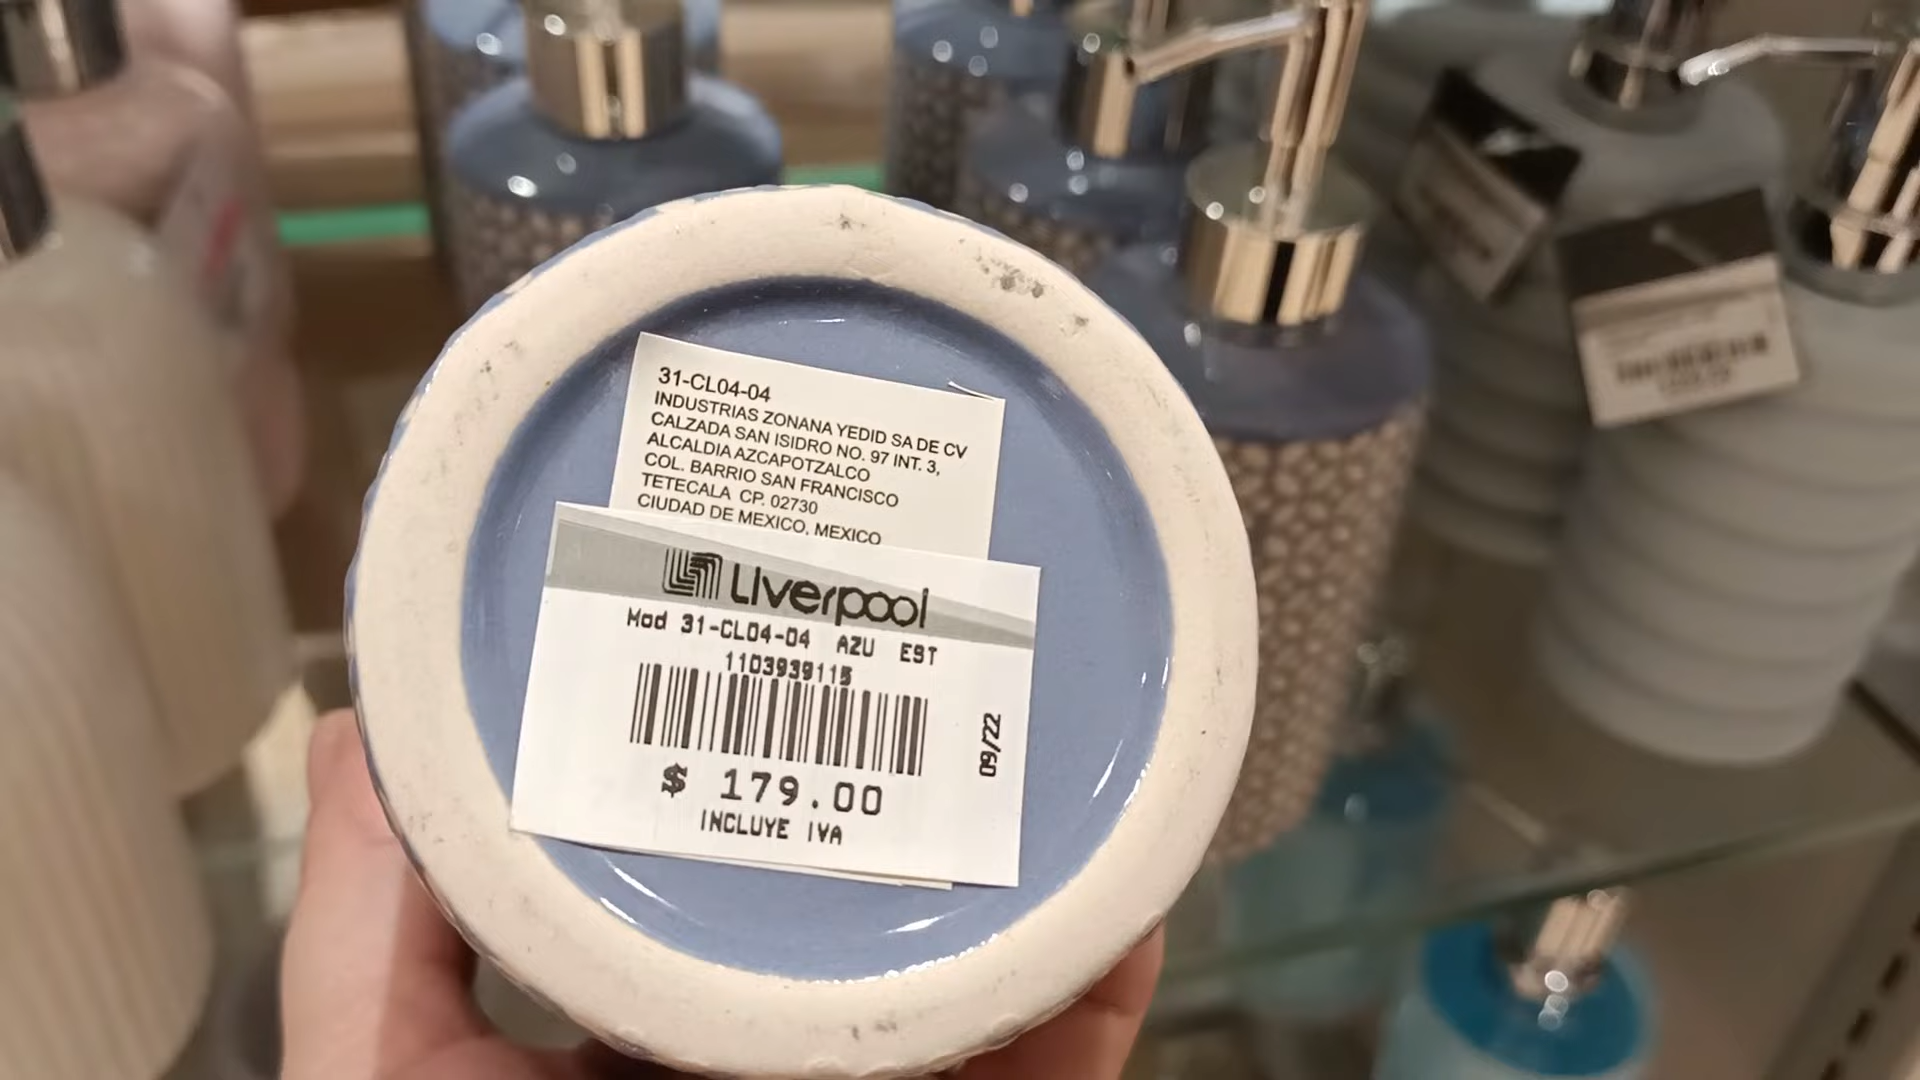 31-CL04-04
INDUSTRIAS ZONANA YEDID SA DE CV
CALZADA SAN ISIDRO NO. 97 INT. 3,
ALCALDIA AZCAPOTZALCO
COL. BARRIO SAN FRANCISCO
TETECALA CP. 02730
CIUDAD DE MEXICO, MEXICO
Liverpool
Mod 31-CL04-04 AZU EST
1103939115
09/22
$ 179.00
INCLUYE IVA